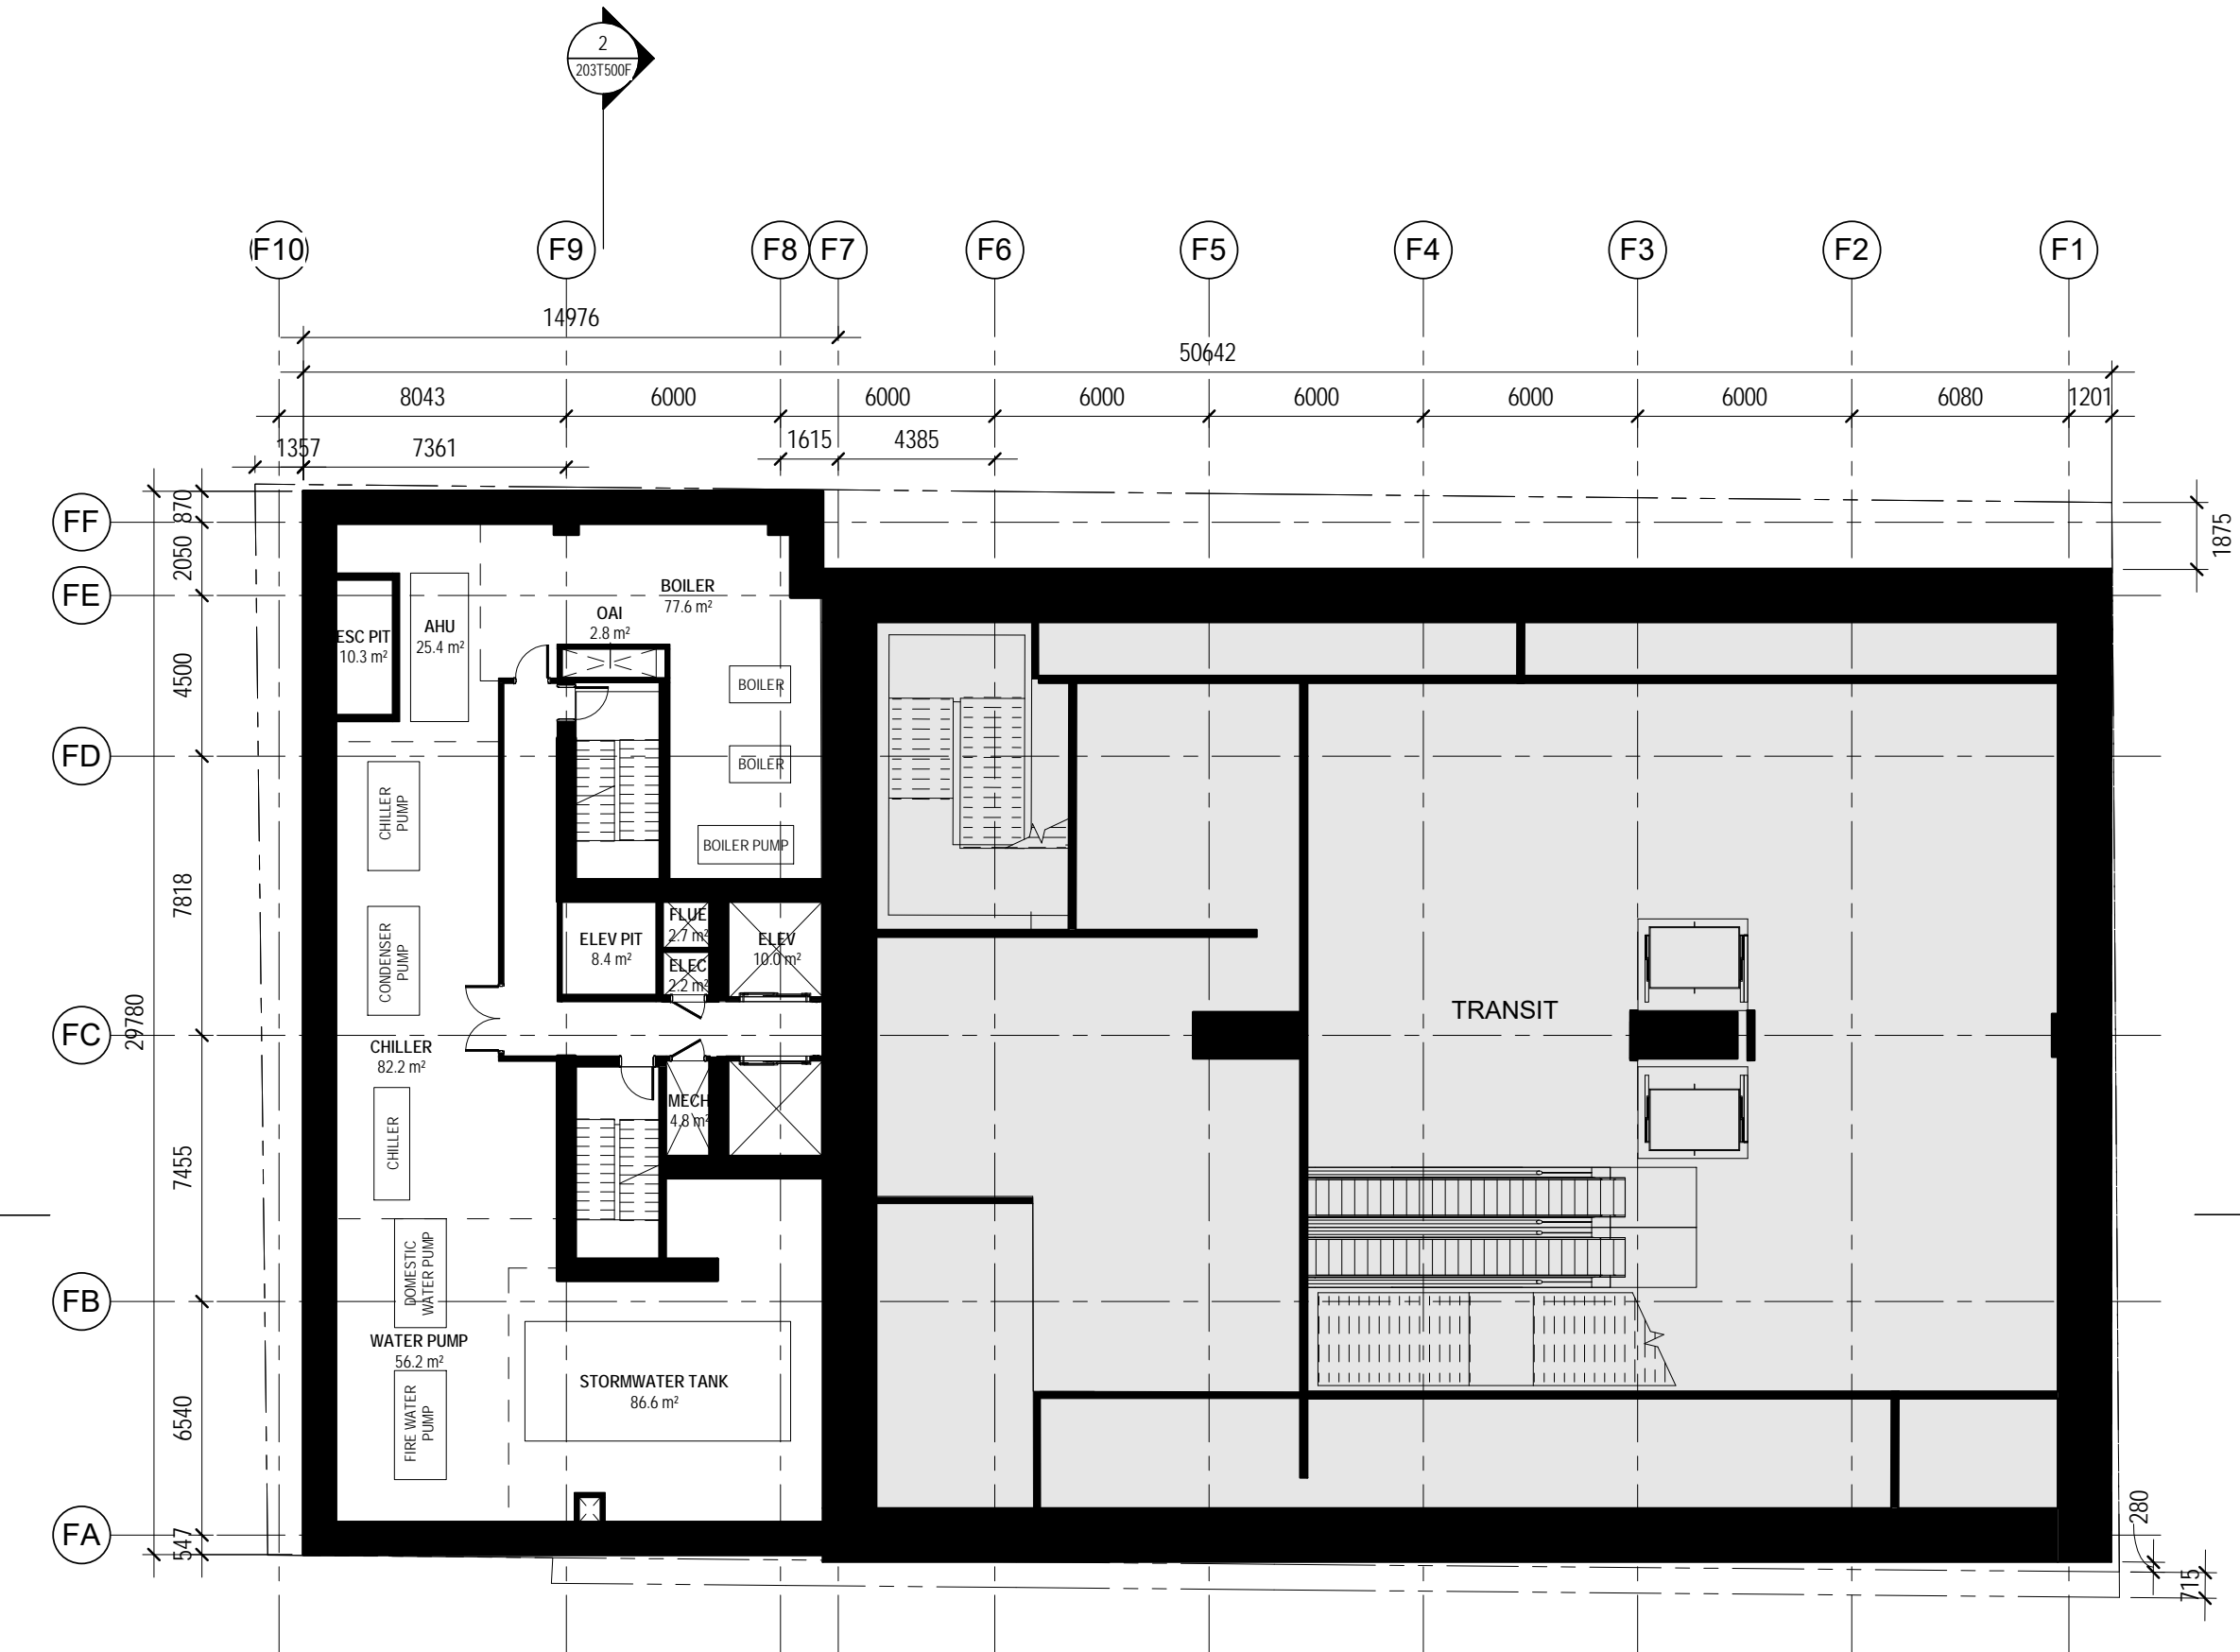 2
203T500F
F10
F9
F8
F7
F6
F5
F4
F3
F2
F1
14976
50642
8043
6000
6000
6000
6000
6000
6000
6080
1201
1357
7361
1615
4385
FF
FE
FD
FC
FB
FA
870
2050
4500
7818
7455
6540
547
29780
1875
280
715
BOILER
77.6 m²
OAI
2.8 m²
ESC PIT
10.3 m²
AHU
25.4 m²
BOILER
BOILER
BOILER PUMP
CHILLER
PUMP
CONDENSER
PUMP
FLUE
2.7 m²
ELEV PIT
8.4 m²
ELEC
2.2 m²
ELEV
10.0 m²
TRANSIT
CHILLER
82.2 m²
MECH
4.8 m²
CHILLER
DOMESTIC
WATER PUMP
WATER PUMP
56.2 m²
STORMWATER TANK
86.6 m²
FIRE WATER
PUMP